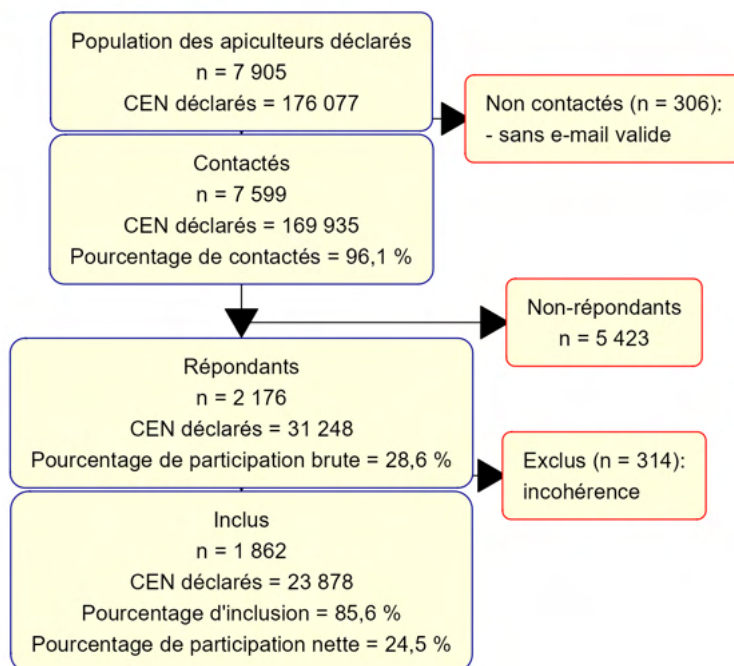 Population des apiculteurs déclarés
n = 7 905
CEN déclarés = 176 077
Non contactés (n = 306):
- sans e-mail valide
Contactés
n = 7 599
CEN déclarés = 169 935
Pourcentage de contactés = 96,1 %
Non-répondants
n = 5 423
Répondants
n = 2 176
CEN déclarés = 31 248
Pourcentage de participation brute = 28,6 %
Exclus (n = 314):
incohérence
Inclus
n = 1 862
CEN déclarés = 23 878
Pourcentage d'inclusion = 85,6 %
Pourcentage de participation nette = 24,5 %